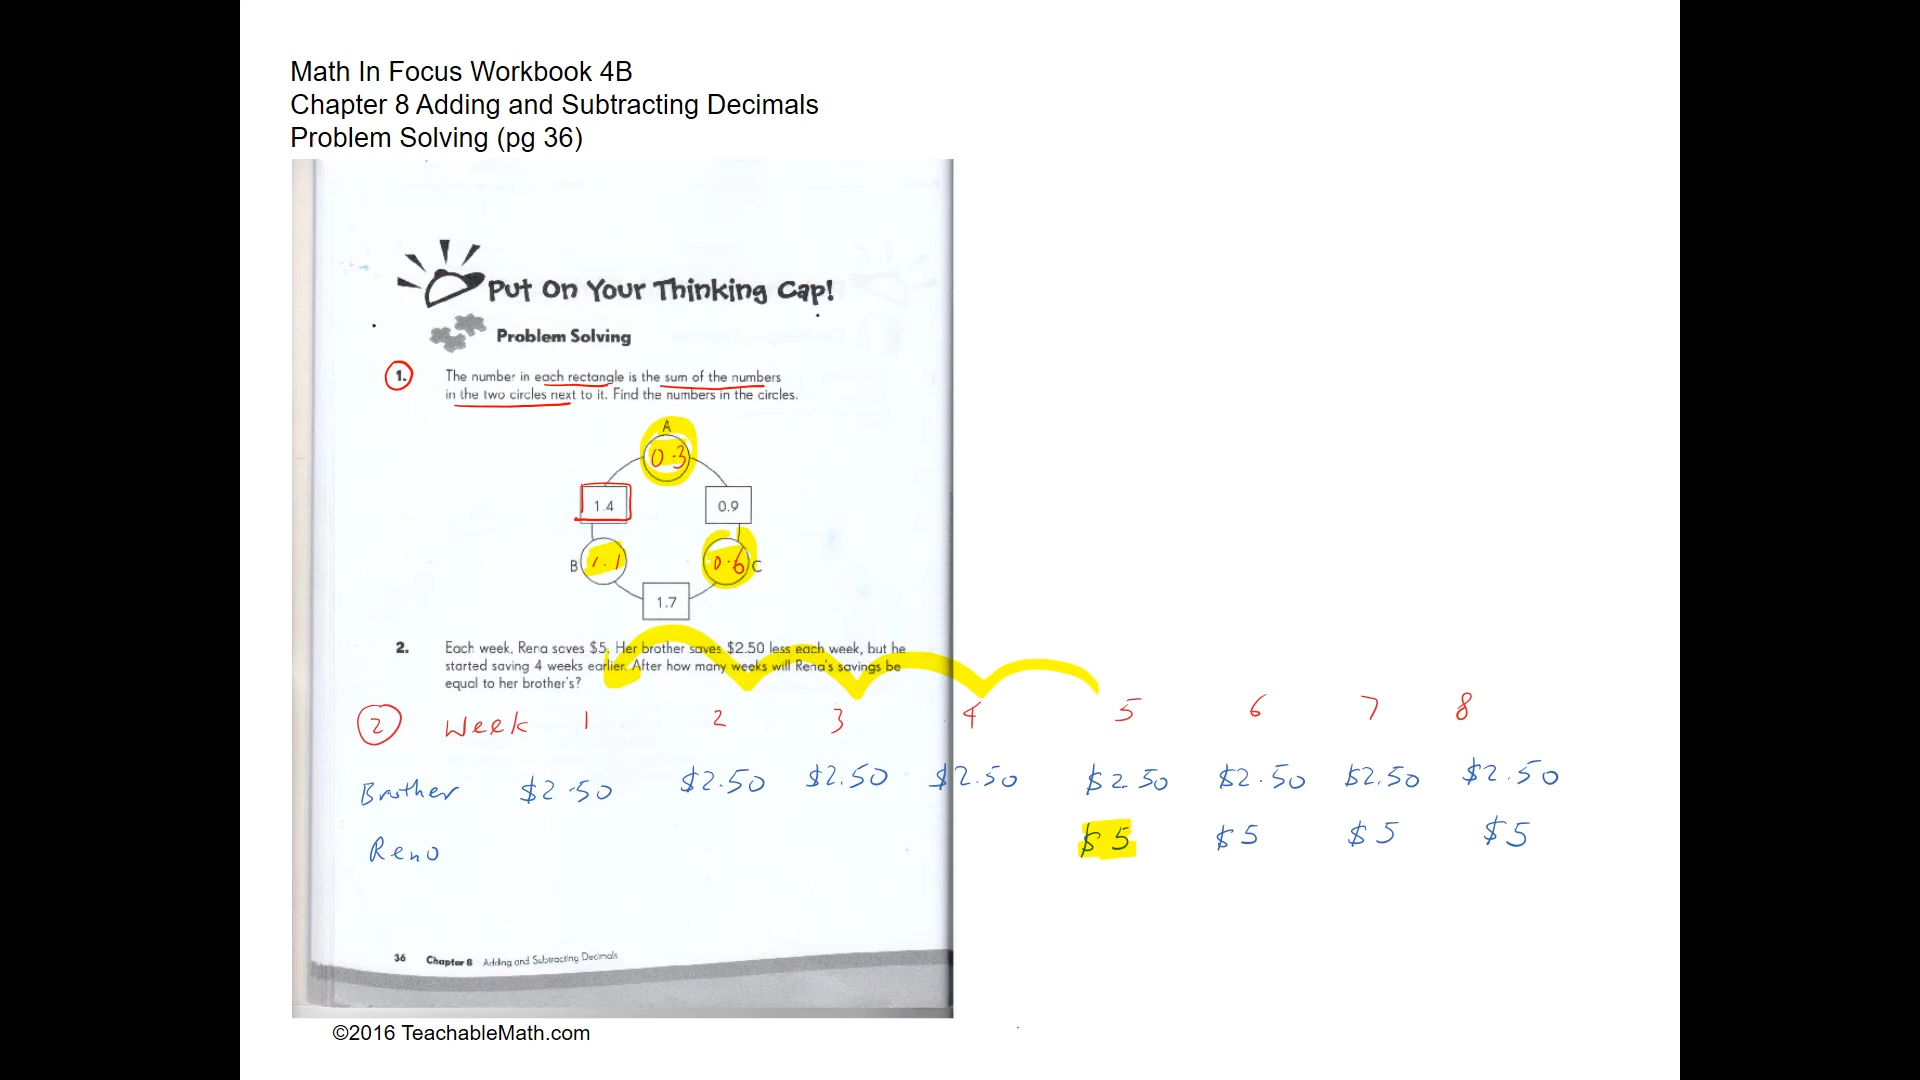 Math In Focus Workbook 4B
Chapter 8 Adding and Subtracting Decimals
Problem Solving (pg 36)
Put On Your Thinking Cap!
Problem Solving
1. The number in each rectangle is the sum of the numbers
in the two circles next to it. Find the numbers in the circles.
A
0.3
1.4 0.9
B 1.1 0.6 C
1.7
2. Each week, Rena saves $5. Her brother saves $2.50 less each week, but he
started saving 4 weeks earlier. After how many weeks will Rena's savings be
equal to her brother's?
2 Week 1 2 3 4 5 6 7 8
Brother $2.50 $2.50 $2.50 $2.50 $2.50 $2.50 $2.50 $2.50
Reno $5 $5 $5 $5
36 Chapter 8 Adding and Subtracting Decimals
©2016 TeachableMath.com